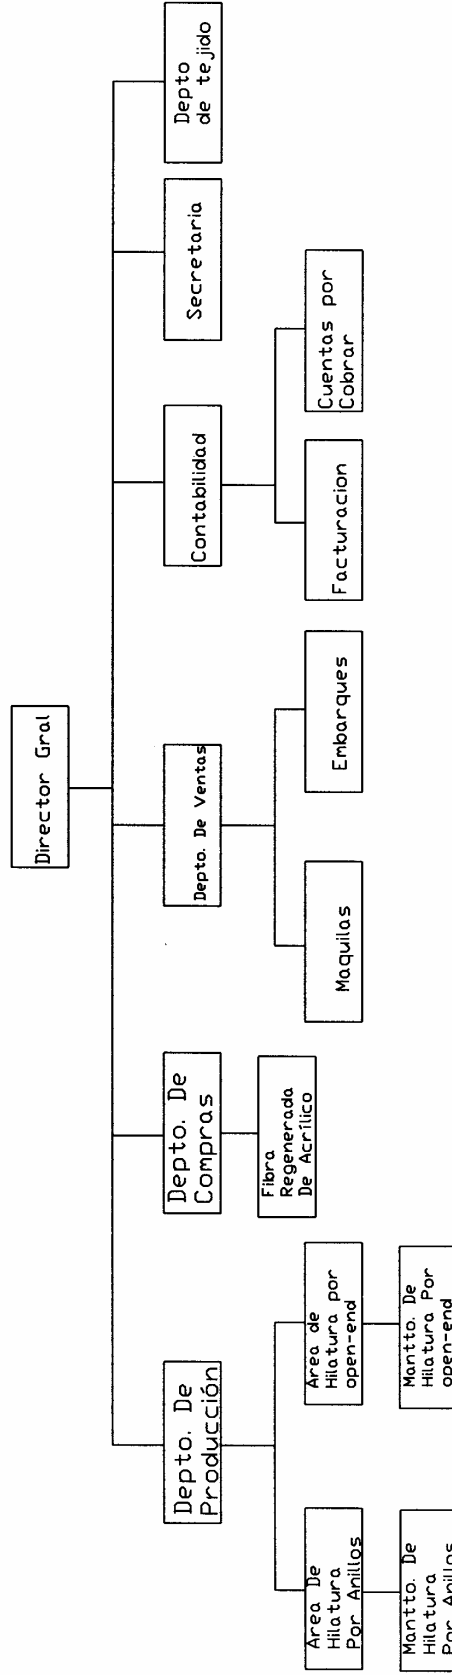 Director Gral
Depto. De
Producción
Depto. De
Compras
Depto. De Ventas
Contabilidad
Secretaria
Depto
de tejido
Area De
Hilatura
Por Anillos
Area de
Hilatura por
open-end
Fibra
Regenerada
De Acrílico
Maquilas
Embarques
Facturacion
Cuentas por
Cobrar
Mantto. De
Hilatura
Por Anillos
Mantto. De
Hilatura Por
open-end